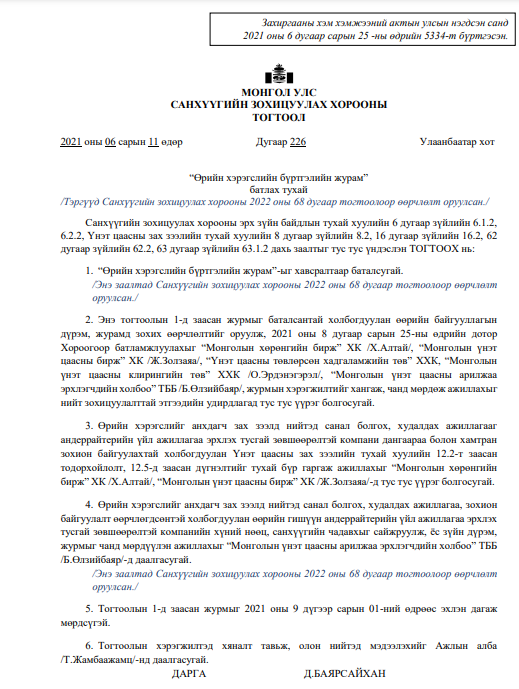 Захиргааны хэм хэмжээний актын улсын нэгдсэн санд
2021 оны 6 дугаар сарын 25 -ны өдрийн 5334-т бүртгэсэн.
МОНГОЛ УЛС
САНХҮҮГИЙН ЗОХИЦУУЛАХ ХОРООНЫ
ТОГТООЛ
2021 оны 06 сарын 11 өдөр Дугаар 226 Улаанбаатар хот
“Өрийн хэрэгслийн бүртгэлийн журам”
батлах тухай
/Тэргүүд Санхүүгийн зохицуулах хорооны 2022 оны 68 дугаар тогтоолоор өөрчлөлт оруулсан./
Санхүүгийн зохицуулах хорооны эрх зүйн байдлын тухай хуулийн 6 дугаар зүйлийн 6.1.2,
6.2.2, Үнэт цаасны зах зээлийн тухай хуулийн 8 дугаар зүйлийн 8.2, 16 дугаар зүйлийн 16.2, 62
дугаар зүйлийн 62.2, 63 дугаар зүйлийн 63.1.2 дахь заалтыг тус тус үндэслэн ТОГТООХ нь:
1. “Өрийн хэрэгслийн бүртгэлийн журам”-ыг хавсралтаар баталсугай.
/Энэ заалтад Санхүүгийн зохицуулах хорооны 2022 оны 68 дугаар тогтоолоор өөрчлөлт
оруулсан./
2. Энэ тогтоолын 1-д заасан журмыг баталсантай холбогдуулан өөрийн байгууллагын
дүрэм, журамд зохих өөрчлөлтийг оруулж, 2021 оны 8 дугаар сарын 25-ны өдрийн дотор
Хороогоор батламжлуулахыг “Монголын хөрөнгийн бирж” ХК /Х.Алтай/, “Монголын үнэт
цаасны бирж” ХК /Ж.Золзаяа/, “Үнэт цаасны төвлөрсөн хадгаламжийн төв” ХХК, “Монголын
үнэт цаасны клирингийн төв” ХХК /О.Эрдэнэгэрэл/, “Монголын үнэт цаасны арилжаа
эрхлэгчдийн холбоо” ТББ /Б.Өлзийбаяр/, журмын хэрэгжилтийг хангаж, чанд мөрдөж ажиллахыг
нийт зохицуулалттай этгээдийн удирдлагад тус тус үүрэг болгосугай.
3. Өрийн хэрэгслийг анхдагч зах зээлд нийтэд санал болгох, худалдах ажиллагааг
андеррайтерийн үйл ажиллагаа эрхлэх тусгай зөвшөөрөлтэй компани дангаараа болон хамтран
зохион байгуулахтай холбогдуулан Үнэт цаасны зах зээлийн тухай хуулийн 12.2-т заасан
тодорхойлолт, 12.5-д заасан дүгнэлтийг тухай бүр гаргаж ажиллахыг “Монголын хөрөнгийн
бирж” ХК /Х.Алтай/, “Монголын үнэт цаасны бирж” ХК /Ж.Золзаяа/-д тус тус үүрэг болгосугай.
4. Өрийн хэрэгслийг анхдагч зах зээлд нийтэд санал болгох, худалдах ажиллагаа, зохион
байгуулалт өөрчлөгдсөнтэй холбогдуулан өөрийн гишүүн андеррайтерийн үйл ажиллагаа эрхлэх
тусгай зөвшөөрөлтэй компанийн хүний нөөц, санхүүгийн чадавхыг сайжруулж, ёс зүйн дүрэм,
журмыг чанд мөрдүүлэн ажиллахыг “Монголын үнэт цаасны арилжаа эрхлэгчдийн холбоо” ТББ
/Б.Өлзийбаяр/-д даалгасугай.
/Энэ заалтад Санхүүгийн зохицуулах хорооны 2022 оны 68 дугаар тогтоолоор өөрчлөлт
оруулсан./
5. Тогтоолын 1-д заасан журмыг 2021 оны 9 дүгээр сарын 01-ний өдрөөс эхлэн дагаж
мөрдсүгэй.
6. Тогтоолын хэрэгжилтэд хяналт тавьж, олон нийтэд мэдээлэхийг Ажлын алба
/Т.Жамбаажамц/-нд даалгасугай.
ДАРГА Д.БАЯРСАЙХАН